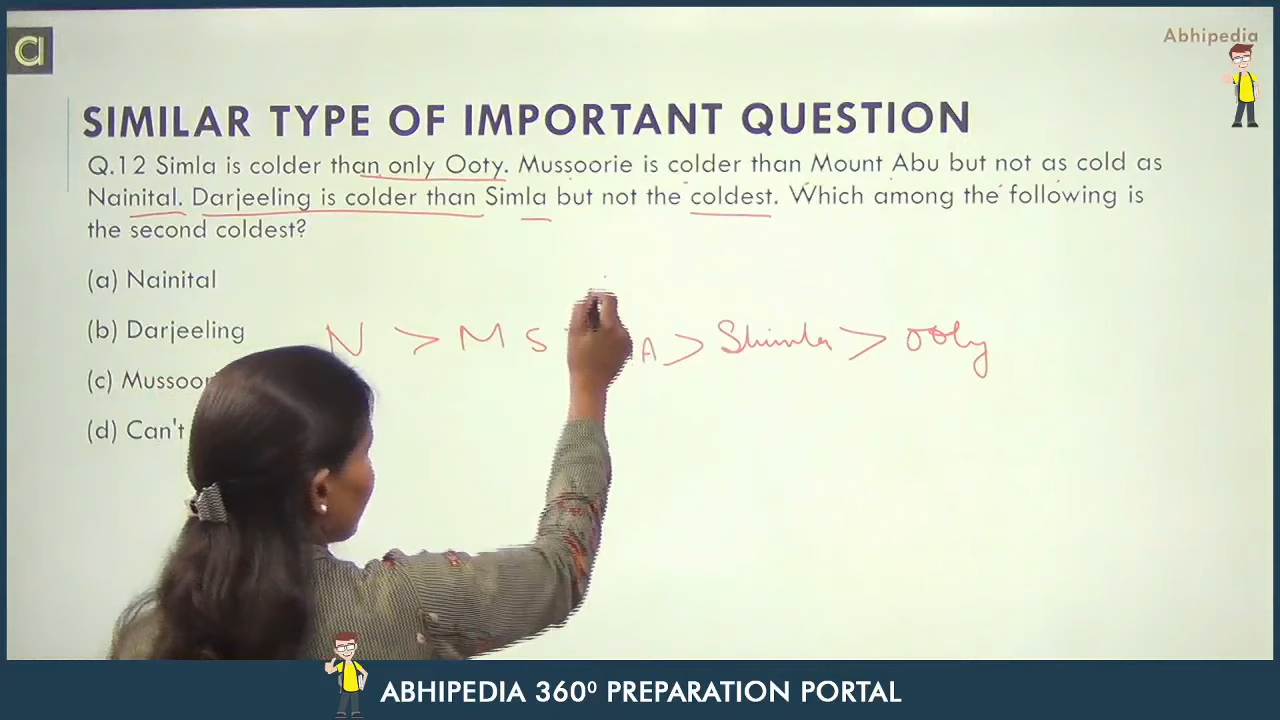 Abhipedia
a
SIMILAR TYPE OF IMPORTANT QUESTION
Q.12 Simla is colder than only Ooty. Mussoorie is colder than Mount Abu but not as cold as
Nainital. Darjeeling is colder than Simla but not the coldest. Which among the following is
the second coldest?
(a) Nainital
(b) Darjeeling
N > M S A > Shimla > ooty
(c) Mussoor
(d) Can't
ABHIPEDIA 360⁰ PREPARATION PORTAL